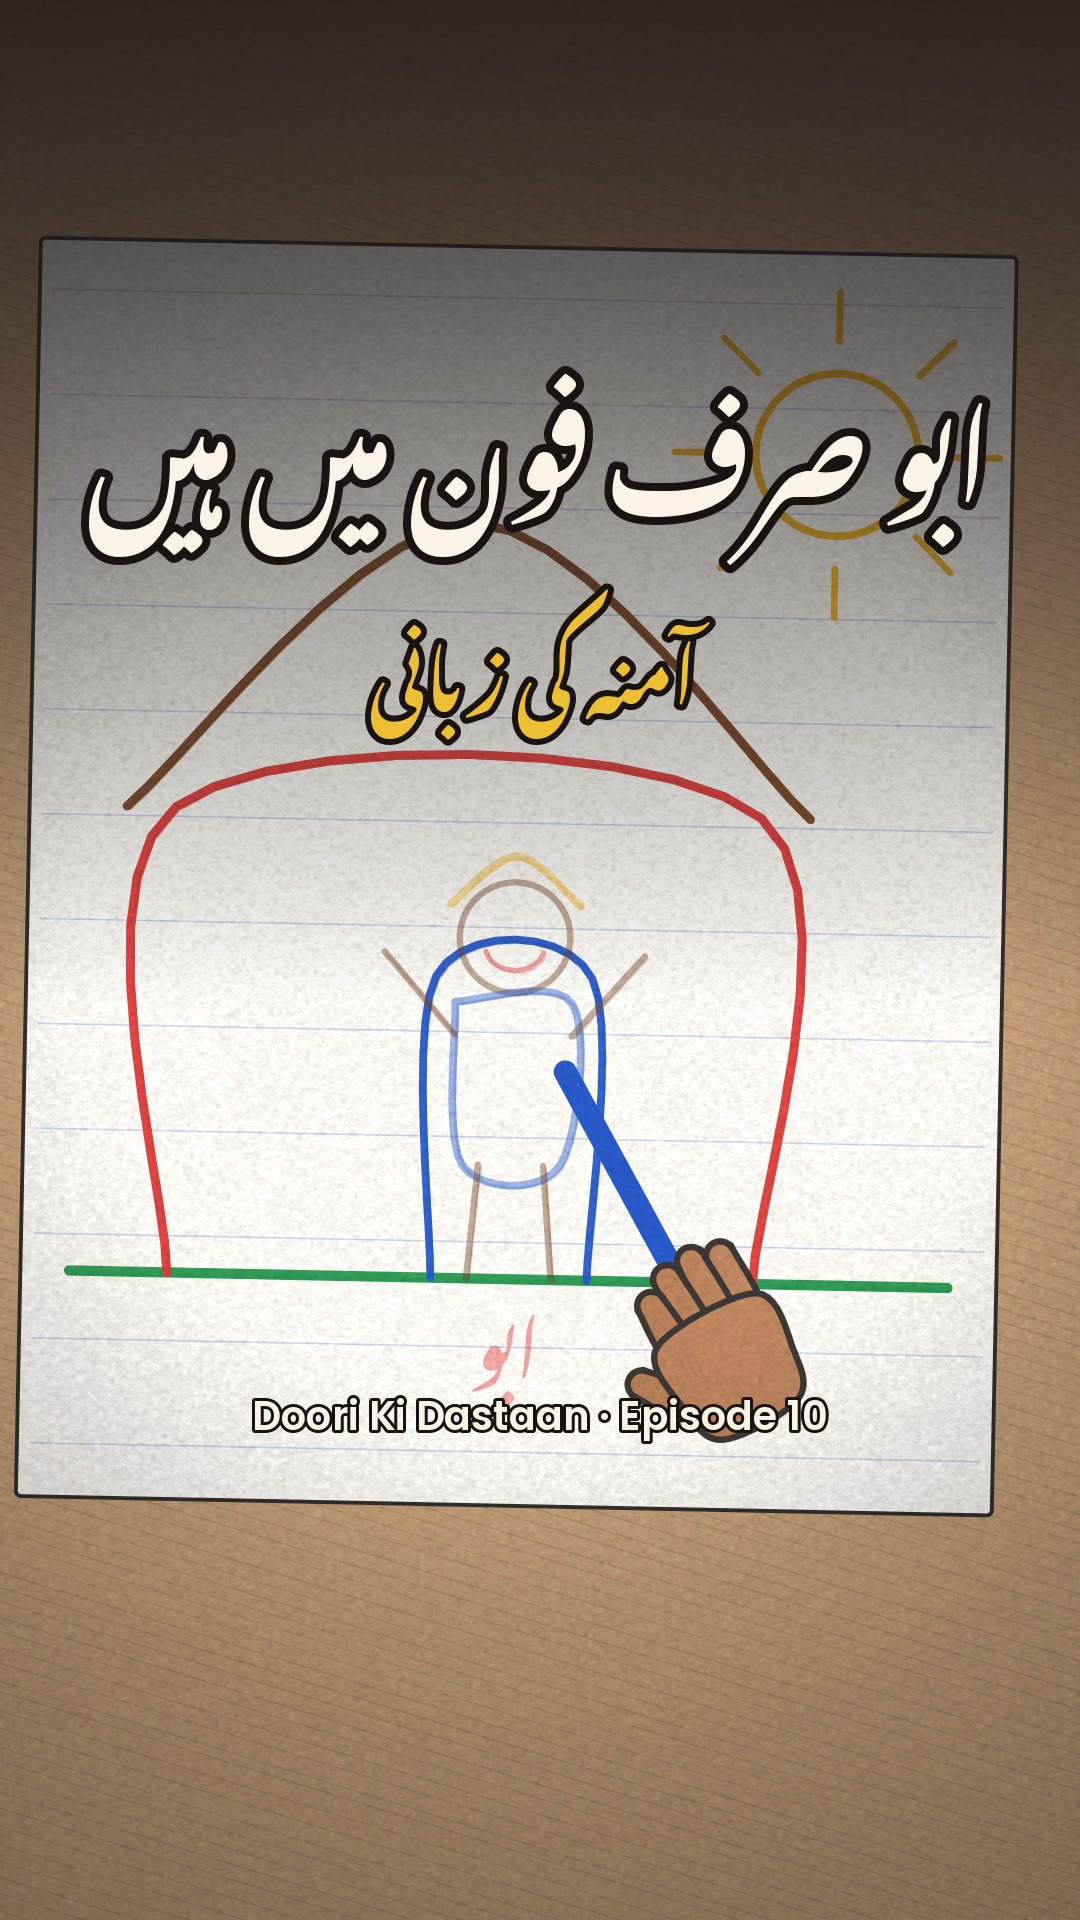 ابو صرف فون میں ہیں
آمنہ کی زبانی
ابو
Doori Ki Dastaan · Episode 10